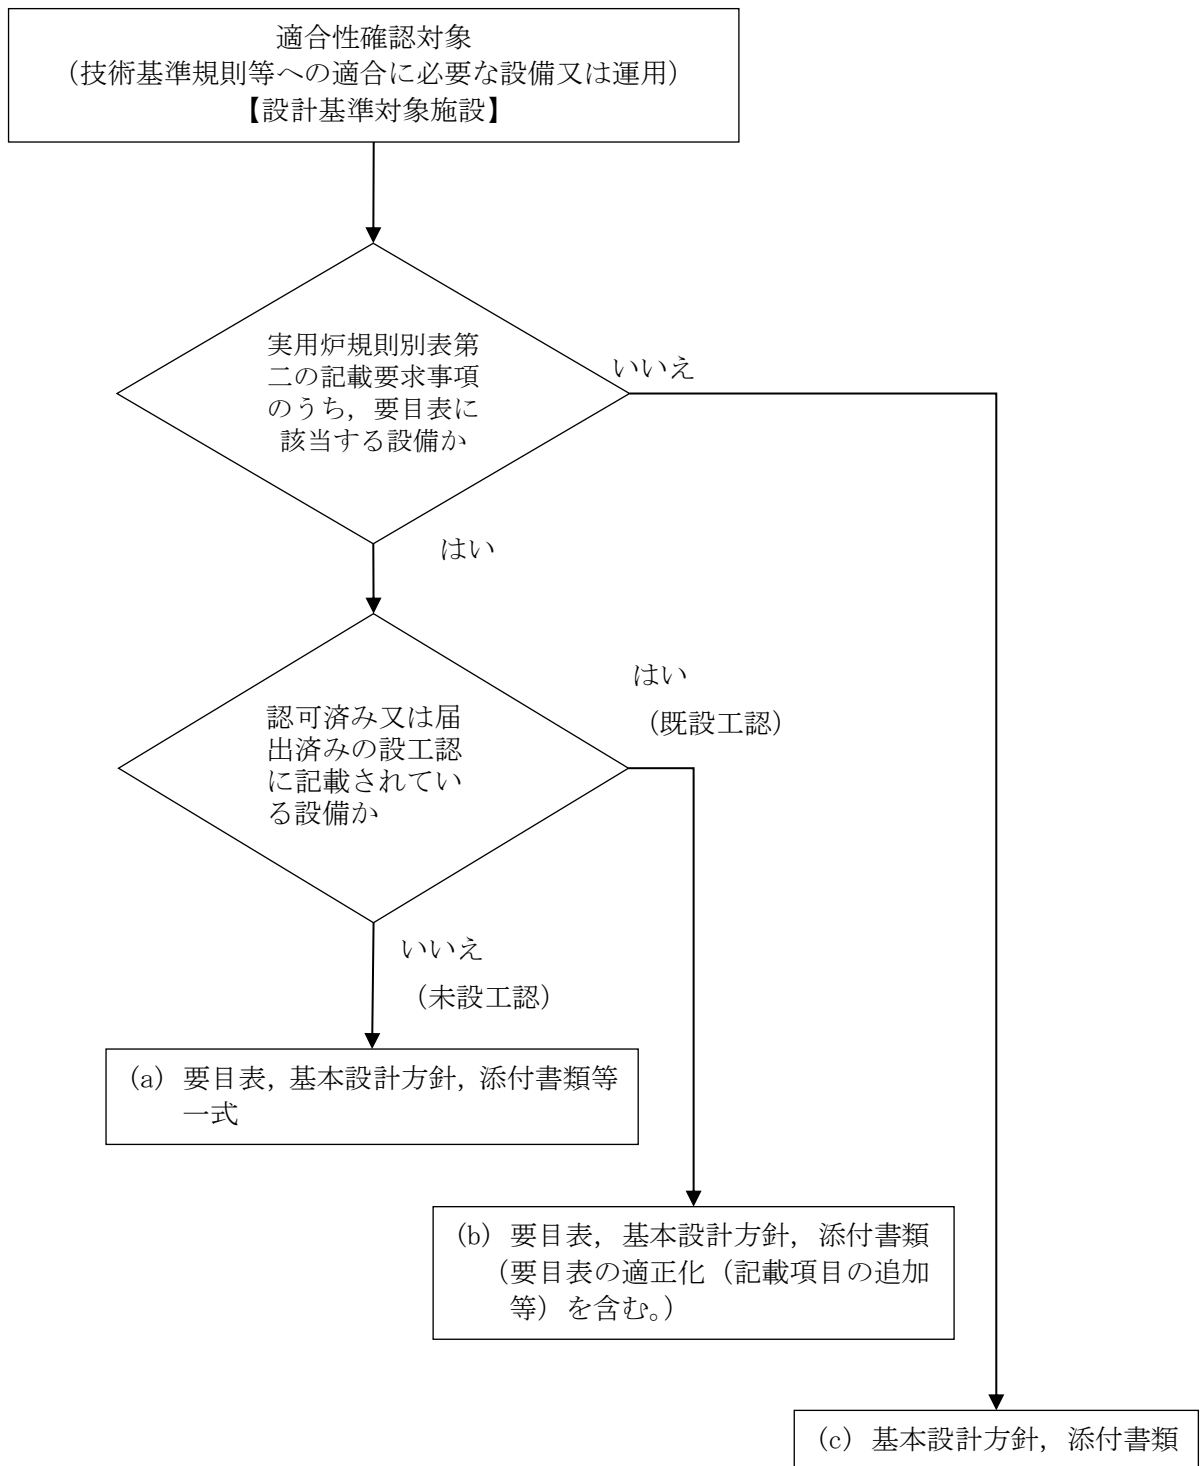 適合性確認対象
（技術基準規則等への適合に必要な設備又は運用）
【設計基準対象施設】
実用炉規則別表第
二の記載要求事項
のうち，要目表に
該当する設備か
いいえ
はい
認可済み又は届
出済みの設工認
に記載されてい
る設備か
はい
（既設工認）
いいえ
（未設工認）
(a) 要目表，基本設計方針，添付書類等
一式
(b) 要目表，基本設計方針，添付書類
（要目表の適正化（記載項目の追加
等）を含む。）
(c) 基本設計方針，添付書類